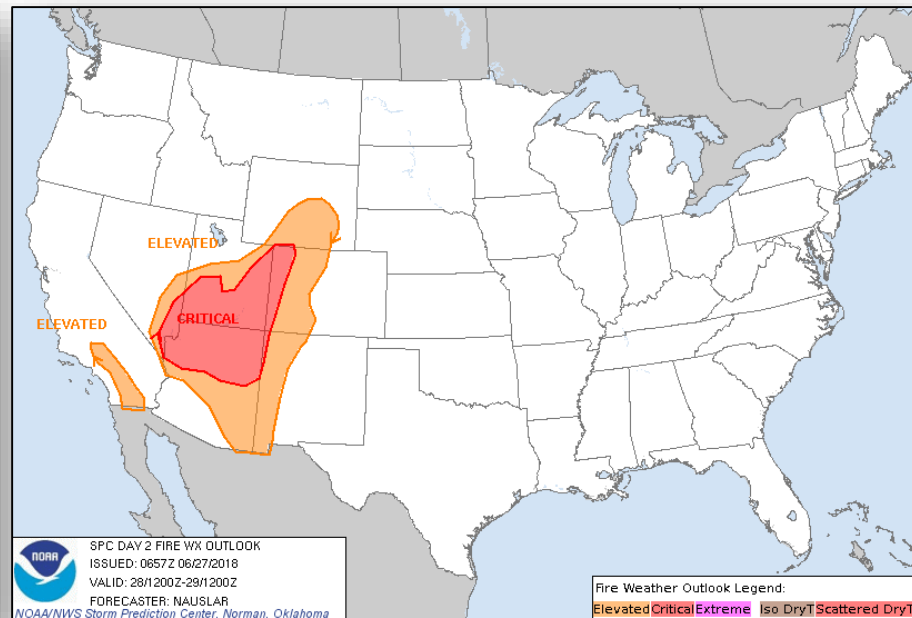 ELEVATED
ELEVATED
CRITICAL
NOAA
SPC DAY 2 FIRE WX OUTLOOK
ISSUED: 0657Z 06/27/2018
VALID: 28/1200Z-29/1200Z
FORECASTER: NAUSLAR
NOAA/NWS Storm Prediction Center, Norman, Oklahoma
Fire Weather Outlook Legend:
Elevated Critical Extreme Iso DryT Scattered DryT